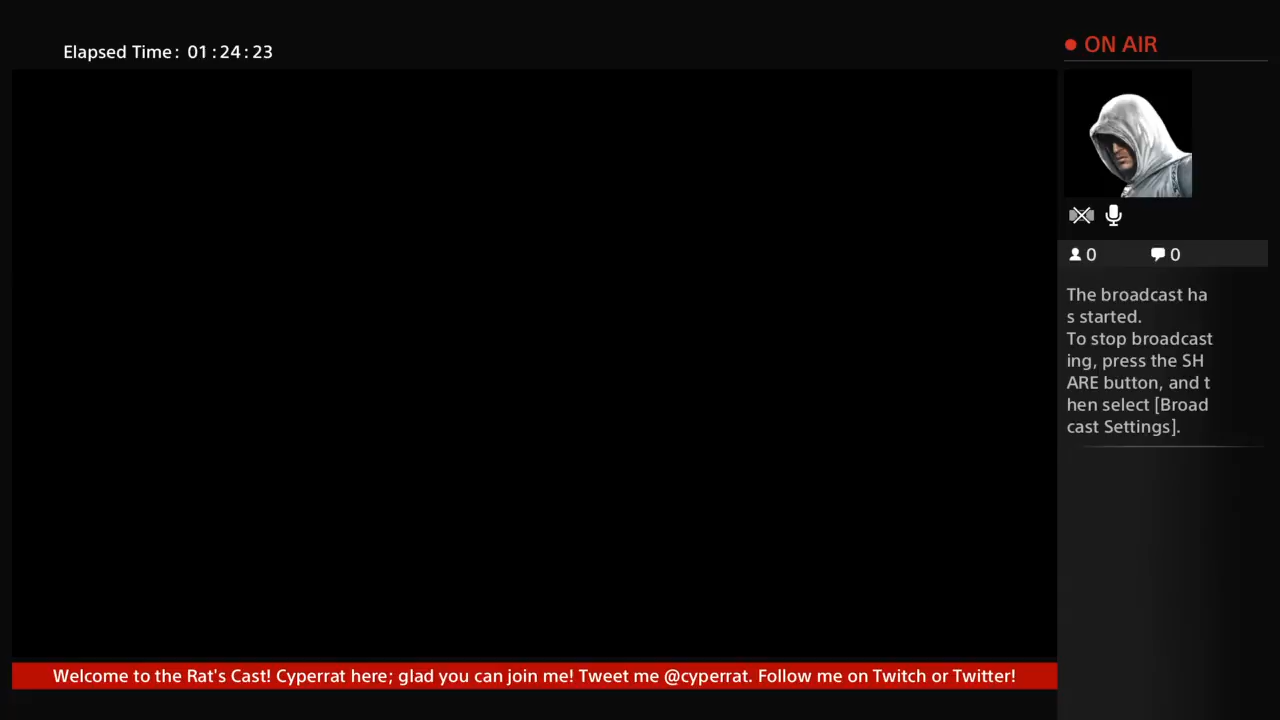 Elapsed Time: 01:24:23
ON AIR
0 0
The broadcast ha
s started.
To stop broadcast
ing, press the SH
ARE button, and t
hen select [Broad
cast Settings].
Welcome to the Rat's Cast! Cyperrat here; glad you can join me! Tweet me @cyperrat. Follow me on Twitch or Twitter!